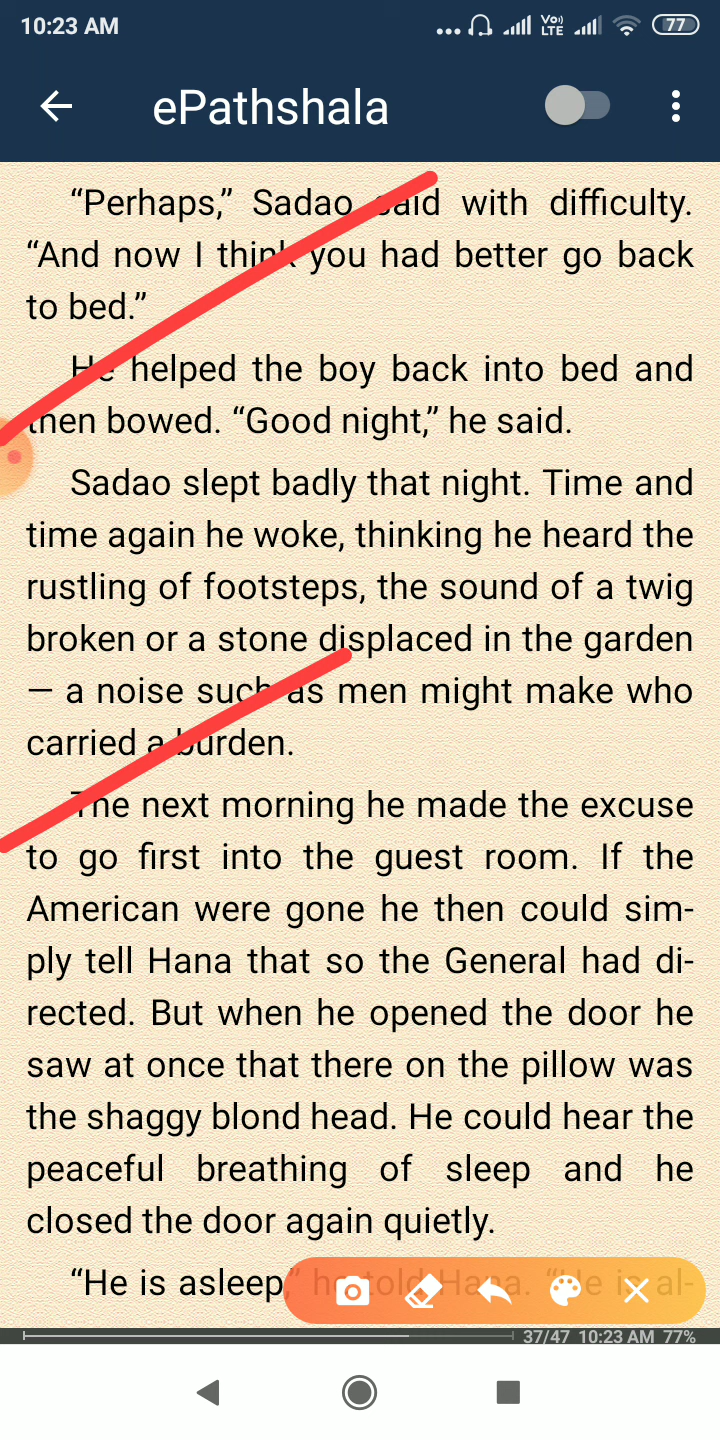 10:23 AM
Vo)) LTE
77
ePathshala
“Perhaps,” Sadao said with difficulty.
“And now I think you had better go back
to bed.”
He helped the boy back into bed and
then bowed. “Good night,” he said.
Sadao slept badly that night. Time and
time again he woke, thinking he heard the
rustling of footsteps, the sound of a twig
broken or a stone displaced in the garden
— a noise such as men might make who
carried a burden.
The next morning he made the excuse
to go first into the guest room. If the
American were gone he then could sim-
ply tell Hana that so the General had di-
rected. But when he opened the door he
saw at once that there on the pillow was
the shaggy blond head. He could hear the
peaceful breathing of sleep and he
closed the door again quietly.
“He is asleep,” he told Hana. “He is al-
37/47 10:23 AM 77%